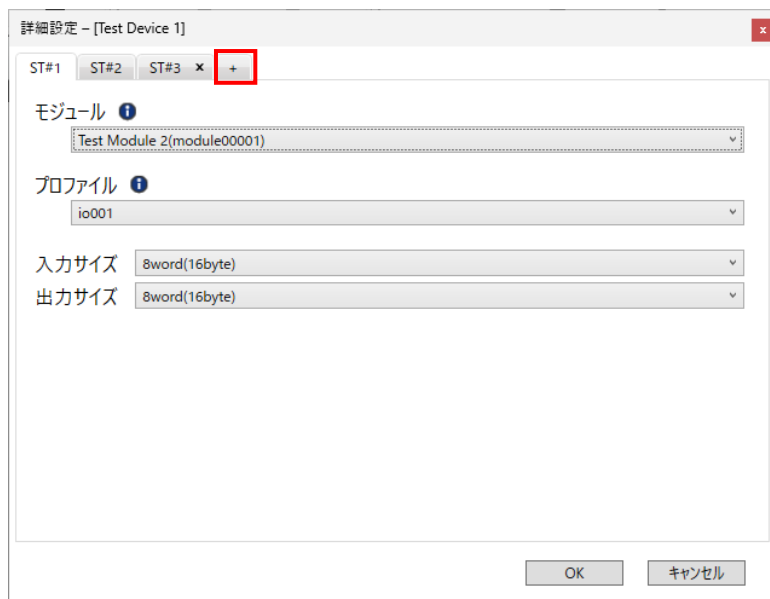 詳細設定 – [Test Device 1]
x
ST#1 ST#2 ST#3 × +
モジュール i
Test Module 2(module00001)
プロファイル i
io001
入力サイズ 8word(16byte)
出力サイズ 8word(16byte)
OK キャンセル